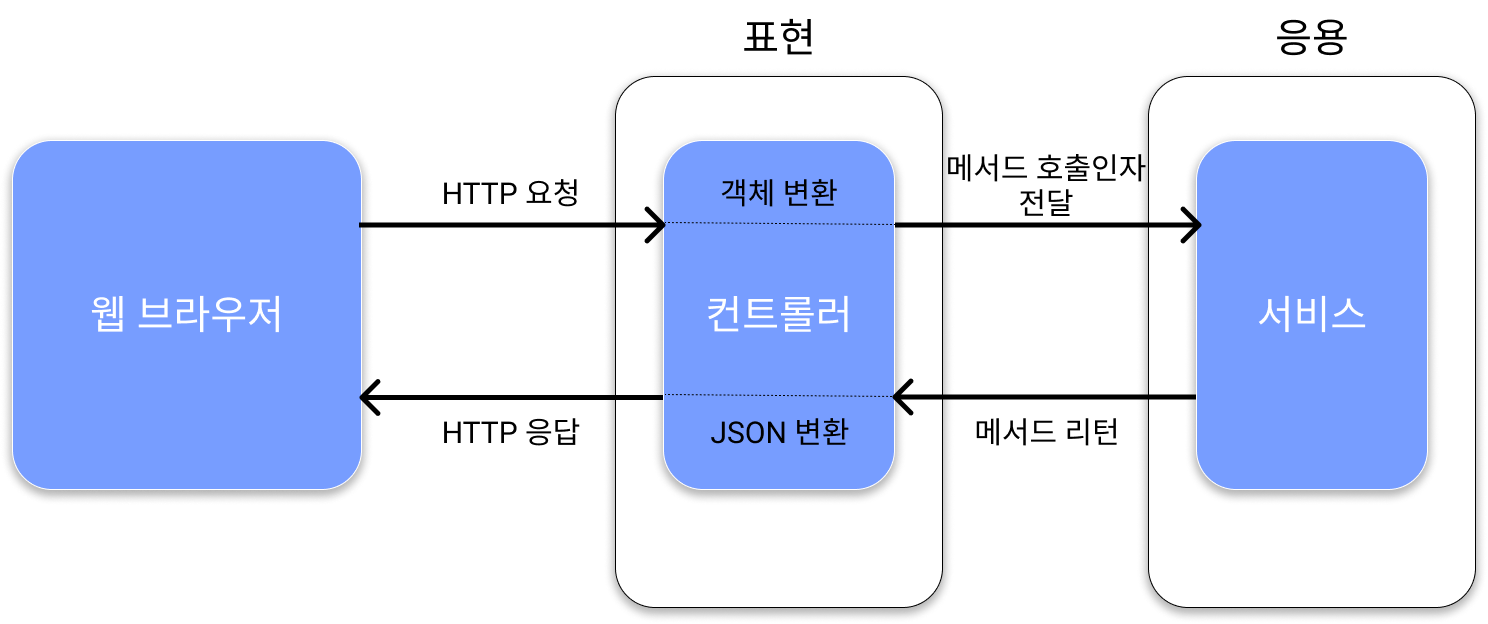 표현
응용
HTTP 요청
객체 변환
메서드 호출인자
전달
웹 브라우저
컨트롤러
서비스
HTTP 응답
JSON 변환
메서드 리턴